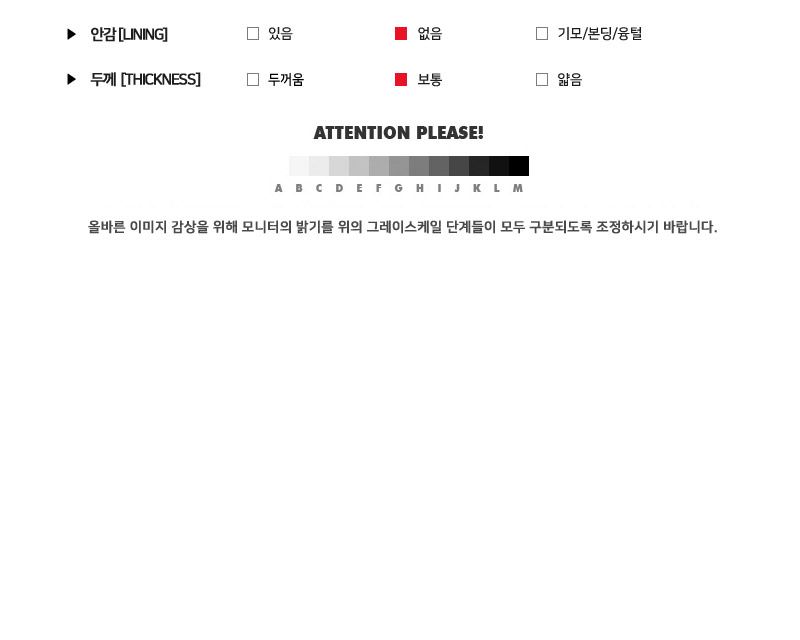 ▶ 안감[LINING] □ 있음 ■ 없음 □ 기모/본딩/융털
▶ 두께 [THICKNESS] □ 두꺼움 ■ 보통 □ 얇음
ATTENTION PLEASE!
A B C D E F G H I J K L M
올바른 이미지 감상을 위해 모니터의 밝기를 위의 그레이스케일 단계들이 모두 구분되도록 조정하시기 바랍니다.